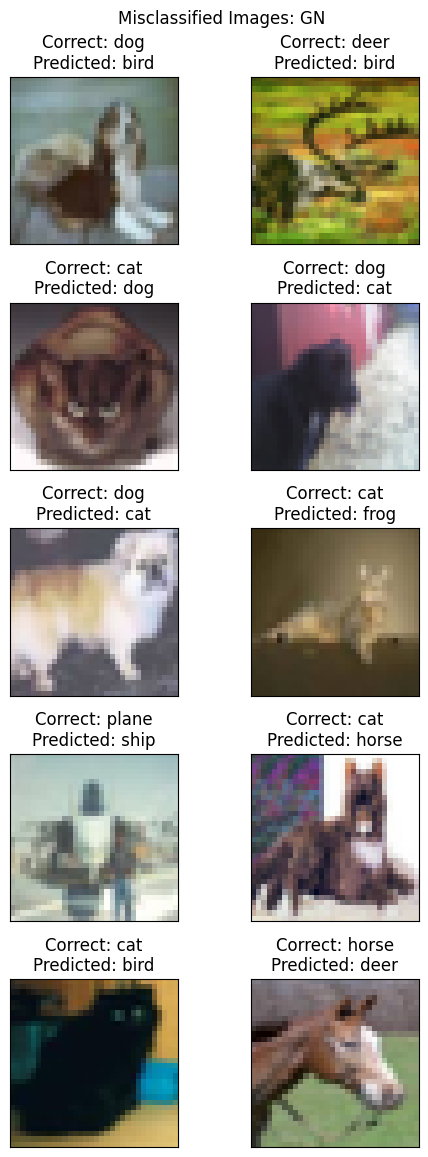 Misclassified Images: GN
Correct: dog
Predicted: bird
Correct: deer
Predicted: bird
Correct: cat
Predicted: dog
Correct: dog
Predicted: cat
Correct: dog
Predicted: cat
Correct: cat
Predicted: frog
Correct: plane
Predicted: ship
Correct: cat
Predicted: horse
Correct: cat
Predicted: bird
Correct: horse
Predicted: deer